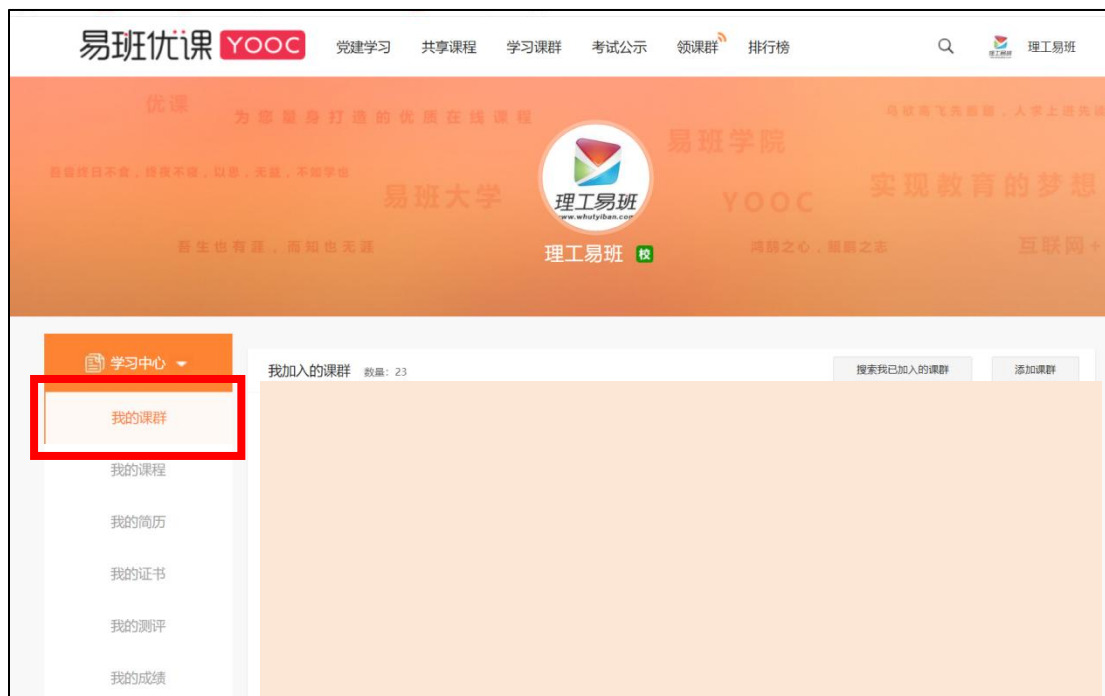 易班优课 YOOC 党建学习 共享课程 学习课群 考试公示 领课群 排行榜 理工易班
优课
为您量身打造的优质在线课程
易班学院
易班大学
YOOC
实现教育的梦想
吾生也有涯，而知也无涯
鸿鹄之心，鲲鹏之志
互联网+
理工易班
www.whutyiban.com
理工易班 校
学习中心
我加入的课群 数量: 23 搜索我已加入的课群 添加课群
我的课群
我的课程
我的简历
我的证书
我的测评
我的成绩